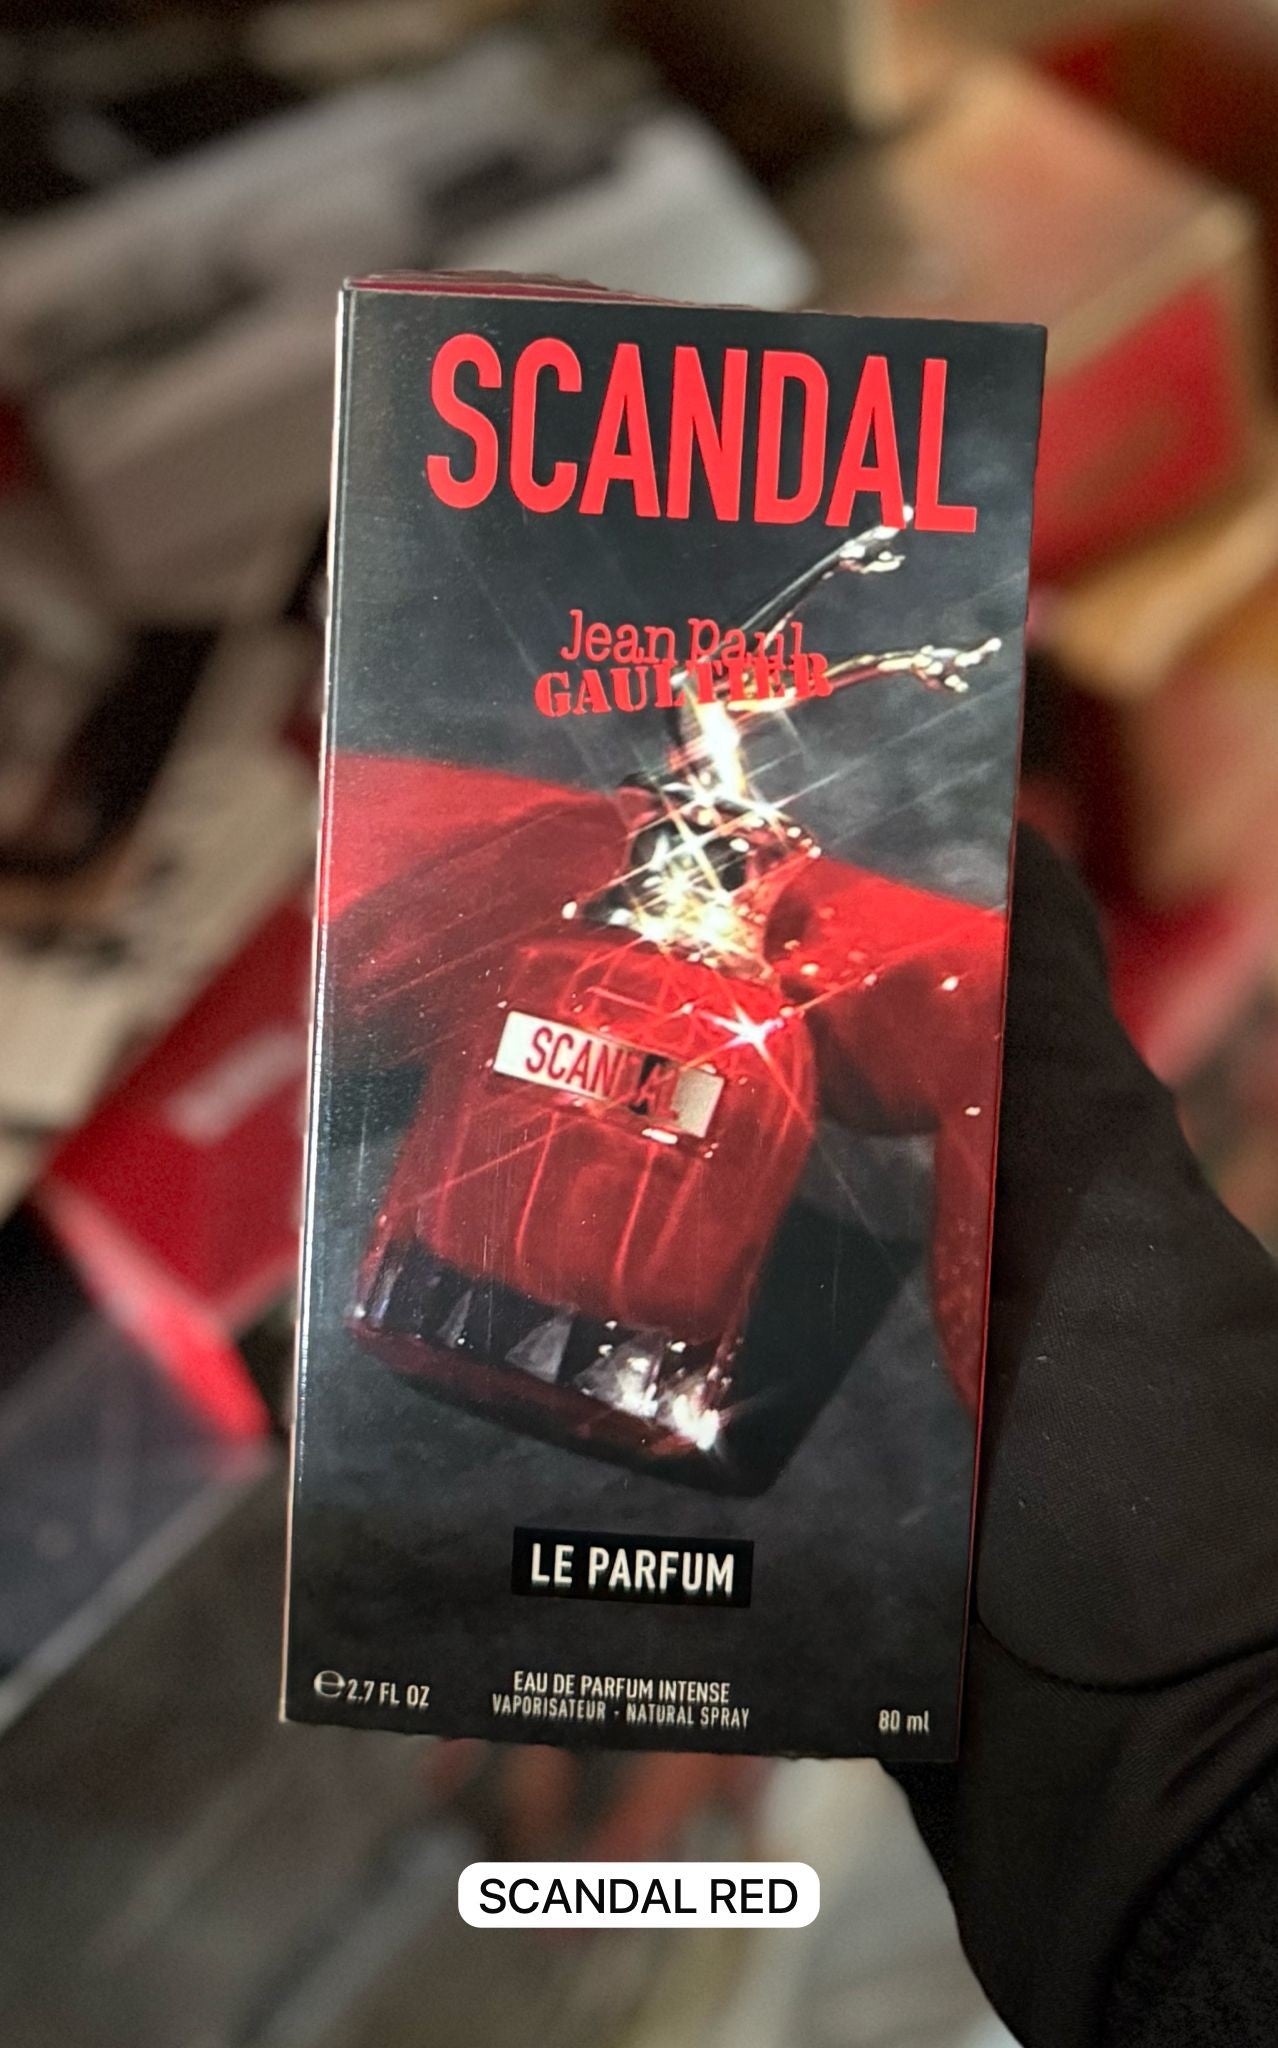 SCANDAL
Jean Paul
GAULTIER
SCANDAL
LE PARFUM
℮ 2.7 FL OZ
EAU DE PARFUM INTENSE
VAPORISATEUR - NATURAL SPRAY
80 ml
SCANDAL RED